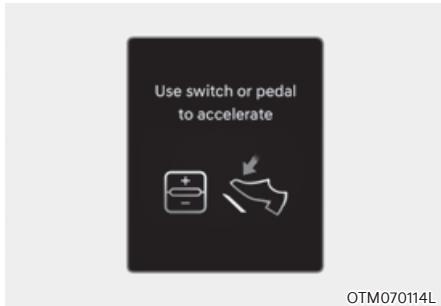 Use switch or pedal
to accelerate
+
-
OTM070114L